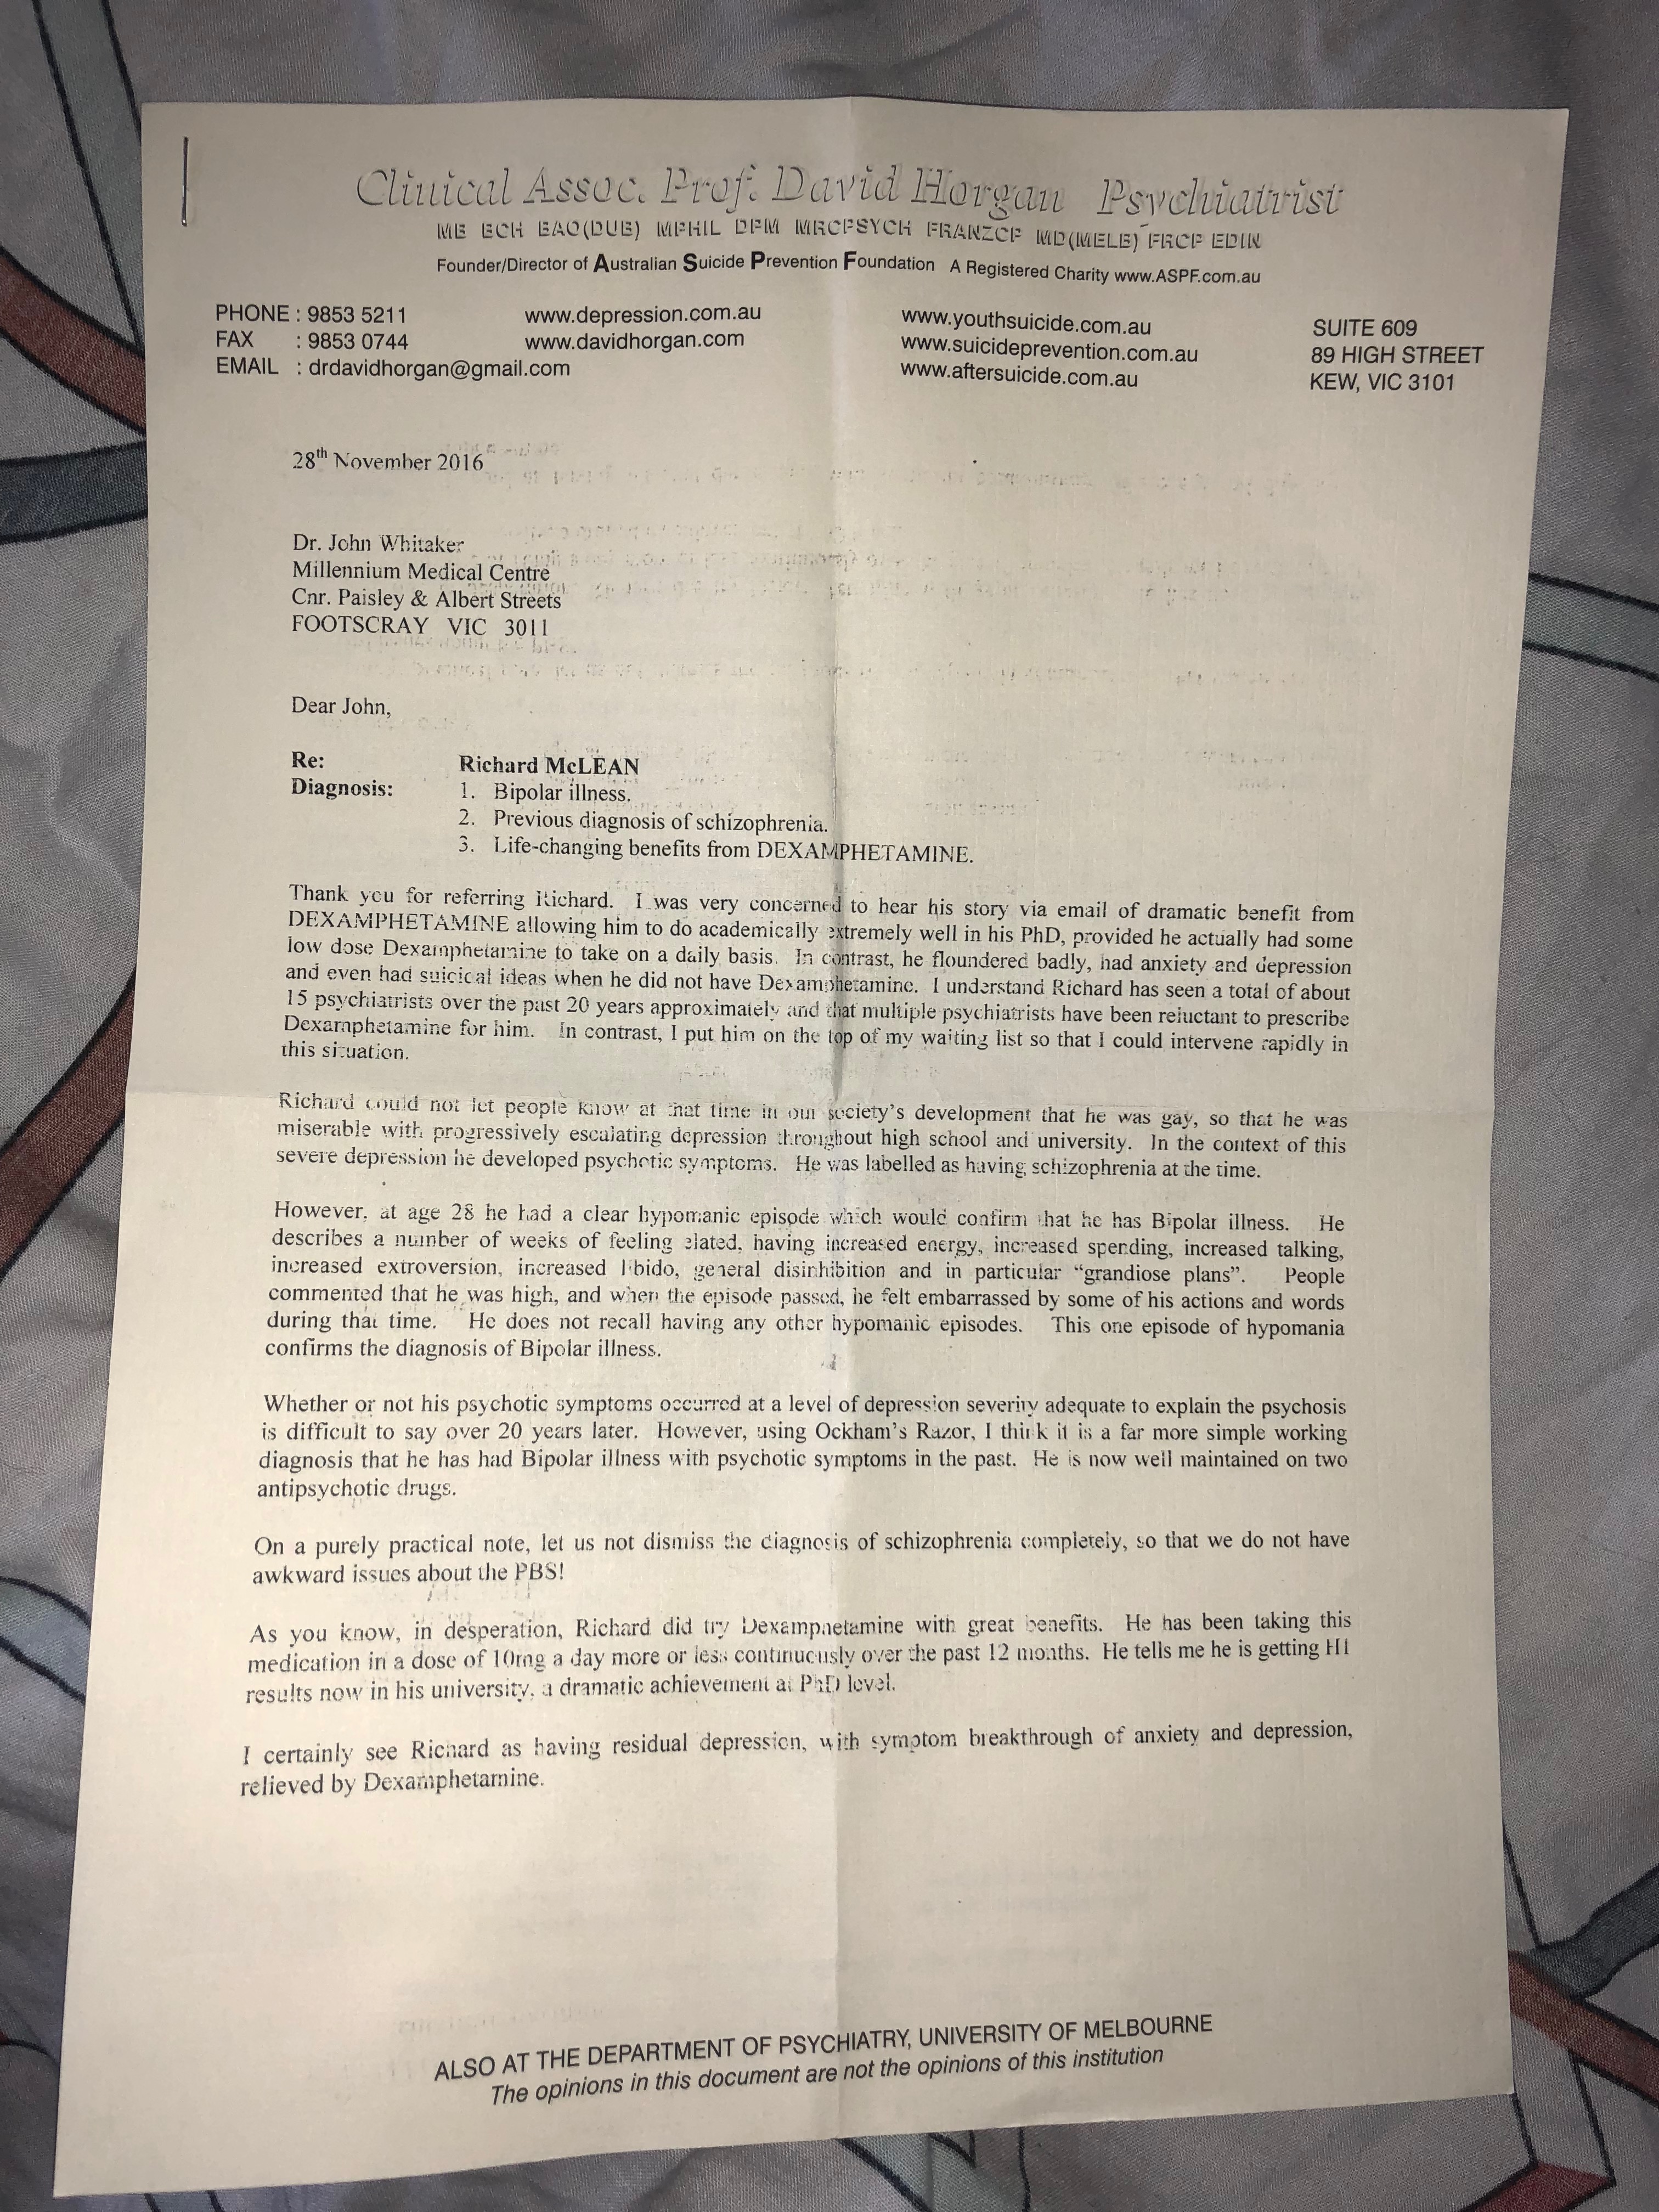 Clinical Assoc. Prof. David Horgan Psychiatrist
MB BCH BAO(DUB) MPHIL DPM MRCPSYCH FRANZCP MD(MELB) FRCP EDIN
Founder/Director of Australian Suicide Prevention Foundation A Registered Charity www.ASPF.com.au
PHONE : 9853 5211 www.depression.com.au www.youthsuicide.com.au SUITE 609
FAX : 9853 0744 www.davidhorgan.com www.suicideprevention.com.au 89 HIGH STREET
EMAIL : drdavidhorgan@gmail.com www.aftersuicide.com.au KEW, VIC 3101
28th November 2016
Dr. John Whitaker
Millennium Medical Centre
Cnr. Paisley & Albert Streets
FOOTSCRAY VIC 3011
Dear John,
Re: Richard McLEAN
Diagnosis: 1. Bipolar illness.
2. Previous diagnosis of schizophrenia.
3. Life-changing benefits from DEXAMPHETAMINE.
Thank you for referring Richard. I was very concerned to hear his story via email of dramatic benefit from
DEXAMPHETAMINE allowing him to do academically extremely well in his PhD, provided he actually had some
low dose Dexamphetamine to take on a daily basis. In contrast, he floundered badly, had anxiety and depression
and even had suicical ideas when he did not have Dexamphetamine. I understand Richard has seen a total of about
15 psychiatrists over the past 20 years approximately and that multiple psychiatrists have been reluctant to prescribe
Dexamphetamine for him. In contrast, I put him on the top of my waiting list so that I could intervene rapidly in
this situation.
Richard could not let people know at that time in our society's development that he was gay, so that he was
miserable with progressively escalating depression throughout high school and university. In the context of this
severe depression he developed psychotic symptoms. He was labelled as having schizophrenia at the time.
However, at age 28 he had a clear hypomanic episode which would confirm that he has Bipolar illness. He
describes a number of weeks of feeling elated, having increased energy, increased spending, increased talking,
increased extroversion, increased libido, general disinhibition and in particular "grandiose plans". People
commented that he was high, and when the episode passed, he felt embarrassed by some of his actions and words
during that time. He does not recall having any other hypomanic episodes. This one episode of hypomania
confirms the diagnosis of Bipolar illness.
Whether or not his psychotic symptoms occurred at a level of depression severity adequate to explain the psychosis
is difficult to say over 20 years later. However, using Ockham's Razor, I think it is a far more simple working
diagnosis that he has had Bipolar illness with psychotic symptoms in the past. He is now well maintained on two
antipsychotic drugs.
On a purely practical note, let us not dismiss the diagnosis of schizophrenia completely, so that we do not have
awkward issues about the PBS!
As you know, in desperation, Richard did try Dexamphetamine with great benefits. He has been taking this
medication in a dose of 10mg a day more or less continuously over the past 12 months. He tells me he is getting H1
results now in his university, a dramatic achievement at PhD level.
I certainly see Richard as having residual depression, with symptom breakthrough of anxiety and depression,
relieved by Dexamphetamine.
ALSO AT THE DEPARTMENT OF PSYCHIATRY, UNIVERSITY OF MELBOURNE
The opinions in this document are not the opinions of this institution